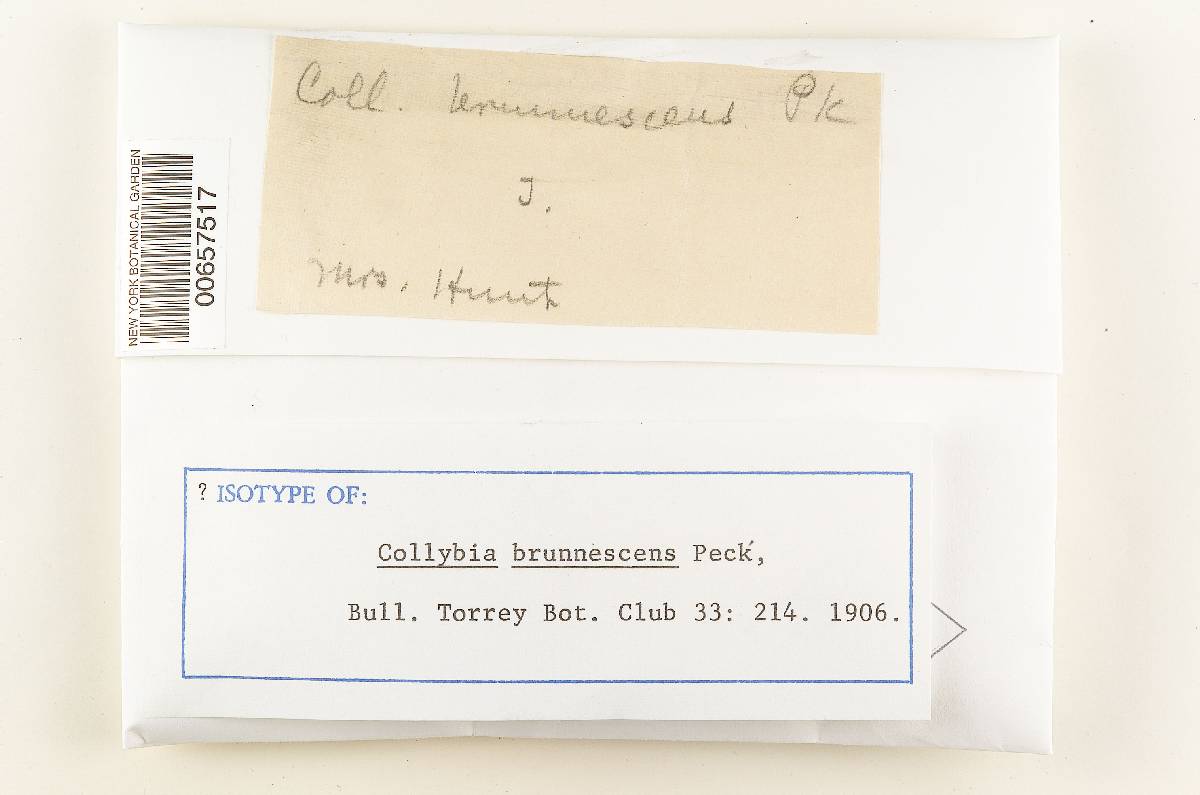 Coll. brunnescens Pk
J.
Mrs. Hunt
NEW YORK BOTANICAL GARDEN
00657517
? ISOTYPE OF:
Collybia brunnescens Peck,
Bull. Torrey Bot. Club 33: 214. 1906.